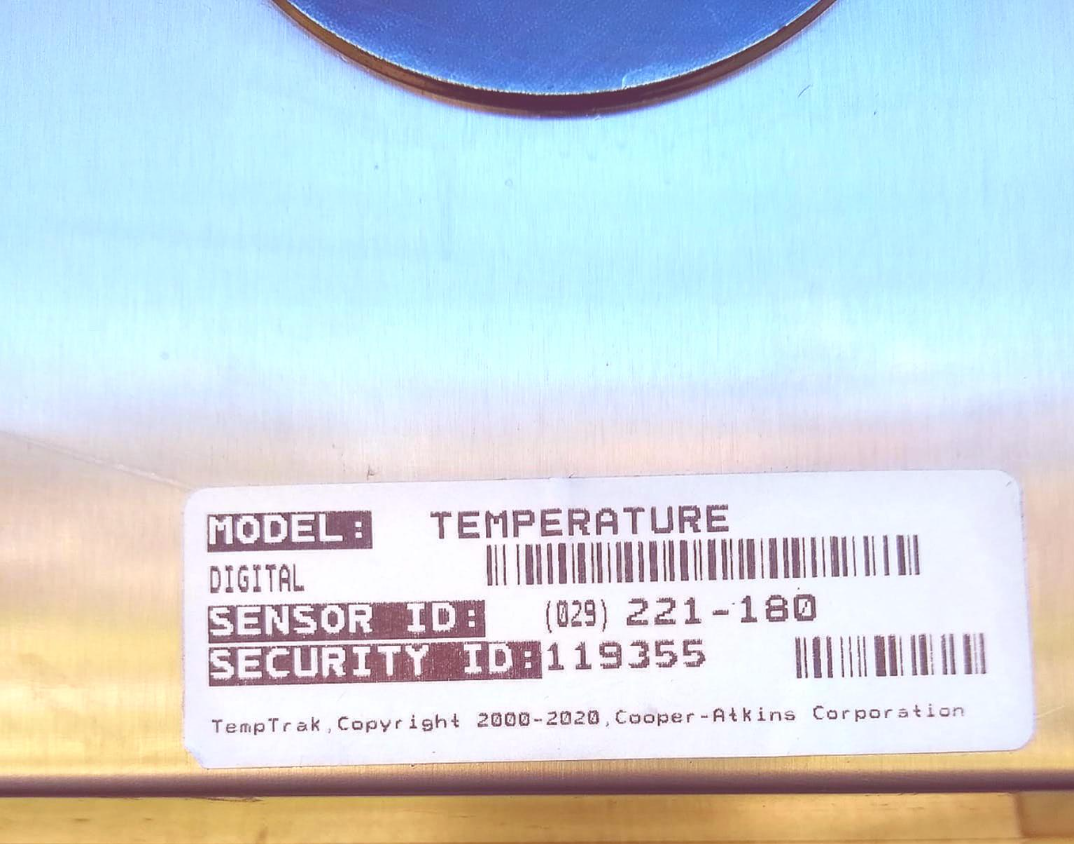 MODEL: TEMPERATURE
DIGITAL
SENSOR ID: (029) 221-180
SECURITY ID:119355
TempTrak,Copyright 2000-2020,Cooper-Atkins Corporation